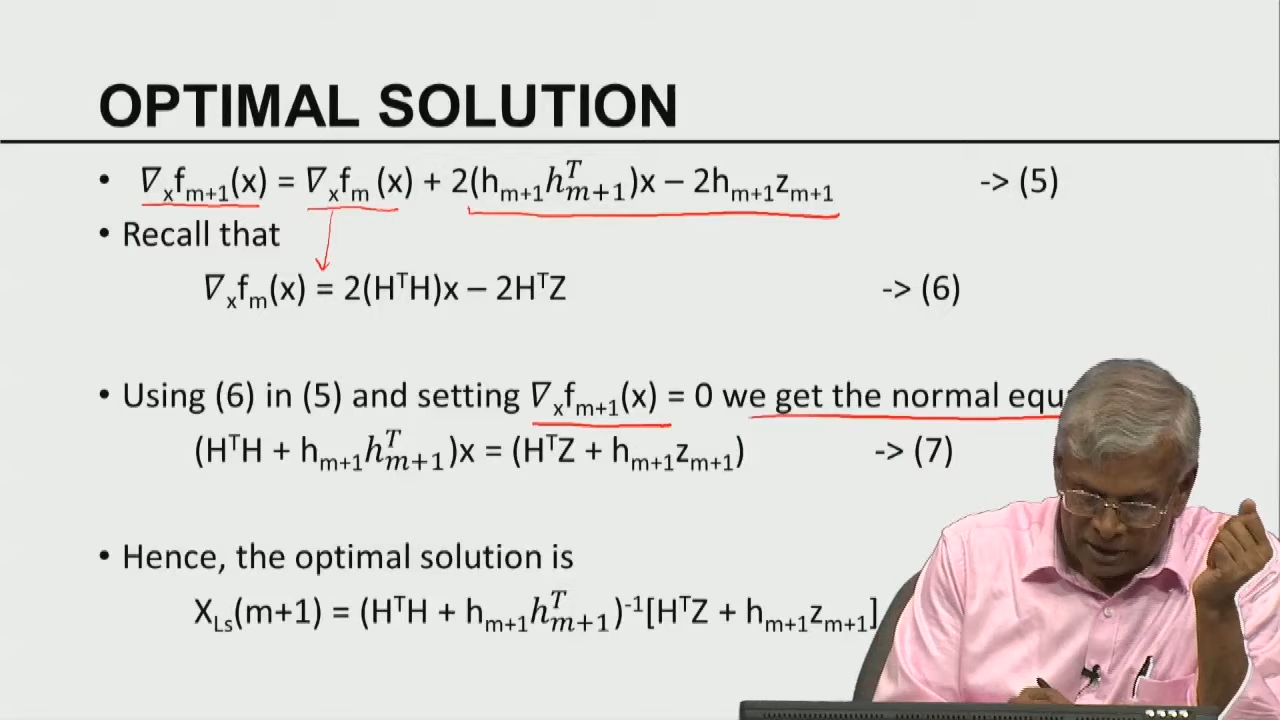 OPTIMAL SOLUTION
• ∇ₓfₘ₊₁(x) = ∇ₓfₘ (x) + 2(hₘ₊₁hᵀₘ₊₁)x – 2hₘ₊₁zₘ₊₁ -> (5)
• Recall that
∇ₓfₘ(x) = 2(HᵀH)x – 2HᵀZ -> (6)
• Using (6) in (5) and setting ∇ₓfₘ₊₁(x) = 0 we get the normal
(HᵀH + hₘ₊₁hᵀₘ₊₁)x = (HᵀZ + hₘ₊₁zₘ₊₁) -> (7)
• Hence, the optimal solution is
X_Ls(m+1) = (HᵀH + hₘ₊₁hᵀₘ₊₁)⁻¹[HᵀZ + hₘ₊₁zₘ₊₁]